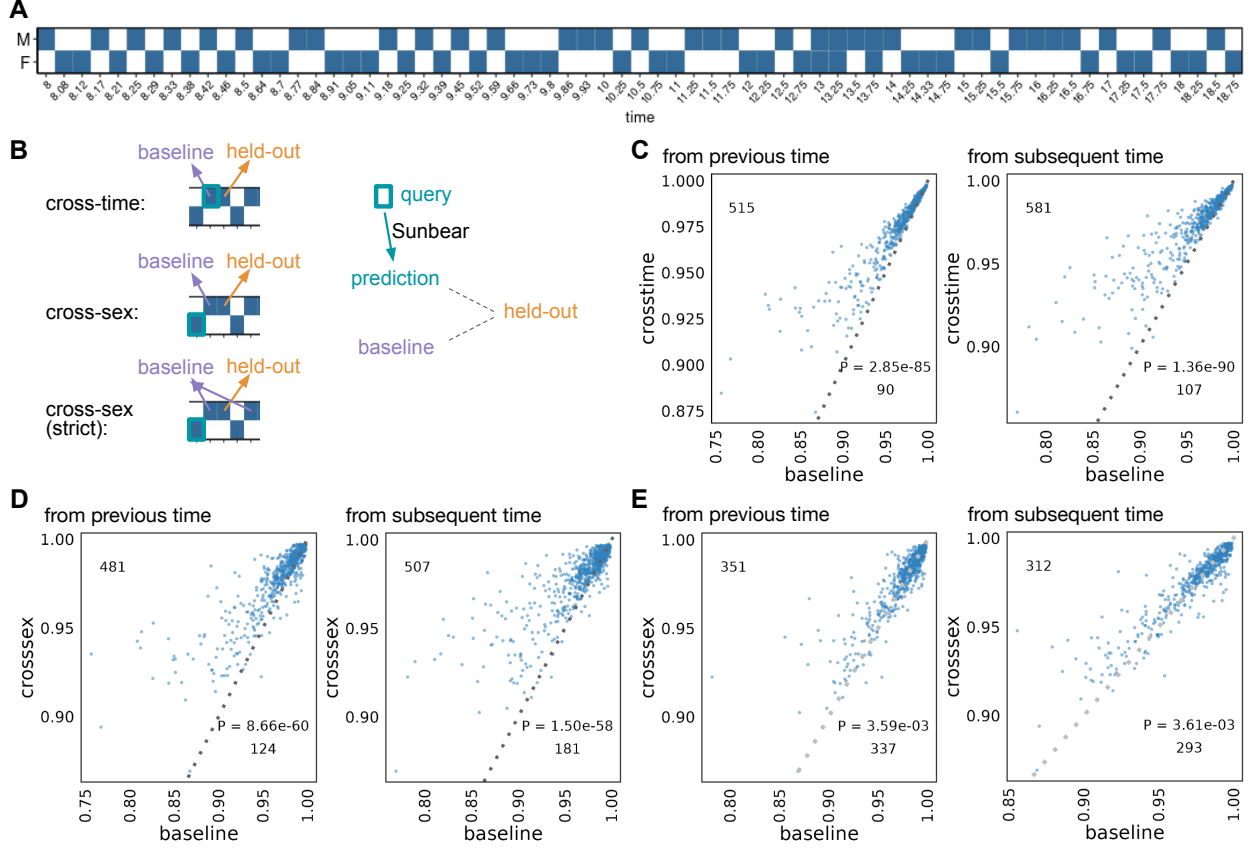 A
M
F
8 8.08 8.12 8.17 8.21 8.25 8.29 8.33 8.38 8.42 8.46 8.5 8.64 8.7 8.77 8.84 8.91 9.05 9.11 9.18 9.25 9.32 9.39 9.45 9.52 9.59 9.66 9.73 9.8 9.86 9.93 10 10.25 10.5 10.75 11 11.25 11.5 11.75 12 12.25 12.5 12.75 13 13.25 13.5 13.75 14 14.25 14.33 14.75 15 15.25 15.5 15.75 16 16.25 16.5 16.75 17 17.25 17.5 17.75 18 18.25 18.5 18.75
time
B
baseline held-out
cross-time:
baseline held-out
cross-sex:
baseline held-out
cross-sex
(strict):
query
Sunbear
prediction
held-out
baseline
C
from previous time
1.000
0.975
0.950
0.925
0.900
0.875
crosstime
515
P = 2.85e-85
90
0.75 0.80 0.85 0.90 0.95 1.00
baseline
from subsequent time
1.00
0.95
0.90
581
P = 1.36e-90
107
0.80 0.85 0.90 0.95 1.00
baseline
D
from previous time
1.00
0.95
0.90
crosssex
481
P = 8.66e-60
124
0.75 0.80 0.85 0.90 0.95 1.00
baseline
from subsequent time
1.00
0.95
0.90
crosssex
507
P = 1.50e-58
181
0.80 0.85 0.90 0.95 1.00
baseline
E
from previous time
1.00
0.95
0.90
crosssex
351
P = 3.59e-03
337
0.80 0.85 0.90 0.95 1.00
baseline
from subsequent time
1.00
0.95
0.90
312
P = 3.61e-03
293
0.85 0.90 0.95 1.00
baseline